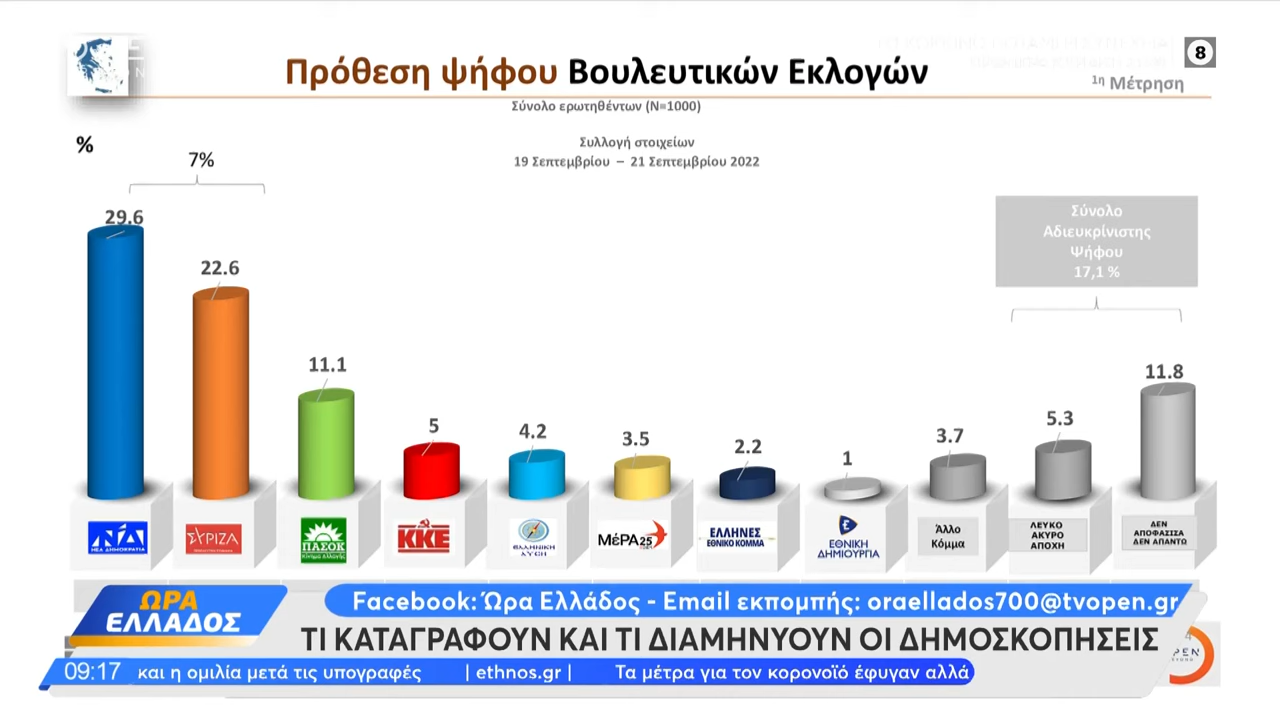 Πρόθεση ψήφου Βουλευτικών Εκλογών
8
1η Μέτρηση
Σύνολο ερωτηθέντων (N=1000)
Συλλογή στοιχείων
19 Σεπτεμβρίου – 21 Σεπτεμβρίου 2022
%
7%
Σύνολο
Αδιευκρίνιστης
Ψήφου
17,1 %
29.6
22.6
11.1
5
4.2
3.5
2.2
1
3.7
5.3
11.8
ΝΔ
ΝΕΑ ΔΗΜΟΚΡΑΤΙΑ
ΣΥΡΙΖΑ
ΠΑΣΟΚ
Κίνημα Αλλαγής
ΚΚΕ
ΕΛΛΗΝΙΚΗ
ΛΥΣΗ
ΜέΡΑ25
ΕΛΛΗΝΕΣ
ΕΘΝΙΚΟ ΚΟΜΜΑ
ΕΘΝΙΚΗ
ΔΗΜΙΟΥΡΓΙΑ
Άλλο
Κόμμα
ΛΕΥΚΟ
ΑΚΥΡΟ
ΑΠΟΧΗ
ΔΕΝ
ΑΠΟΦΑΣΙΣΑ
ΔΕΝ ΑΠΑΝΤΩ
ΩΡΑ
ΕΛΛΑΔΟΣ
Facebook: Ώρα Ελλάδος - Email εκπομπής: oraellados700@tvopen.gr
ΤΙ ΚΑΤΑΓΡΑΦΟΥΝ ΚΑΙ ΤΙ ΔΙΑΜΗΝΥΟΥΝ ΟΙ ΔΗΜΟΣΚΟΠΗΣΕΙΣ
09:17 και η ομιλία μετά τις υπογραφές | ethnos.gr | Τα μέτρα για τον κορονοϊό έφυγαν αλλά